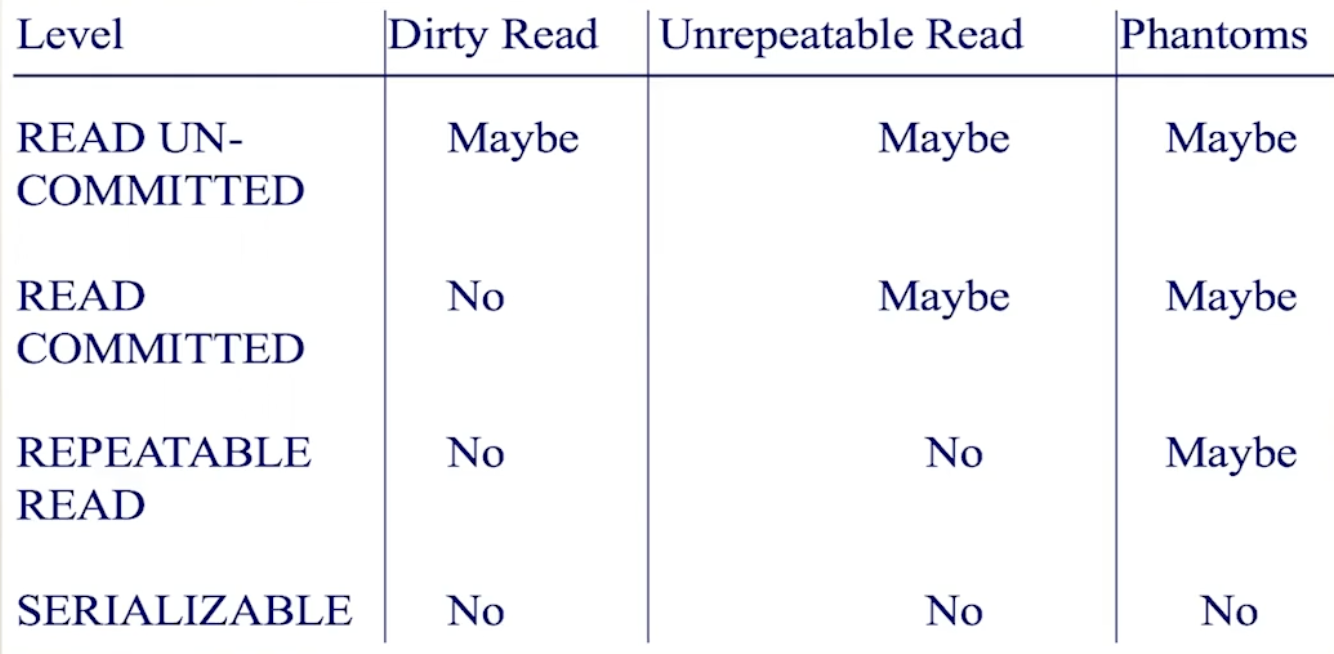 Level Dirty Read Unrepeatable Read Phantoms
READ UN- Maybe Maybe Maybe
COMMITTED
READ No Maybe Maybe
COMMITTED
REPEATABLE No No Maybe
READ
SERIALIZABLE No No No